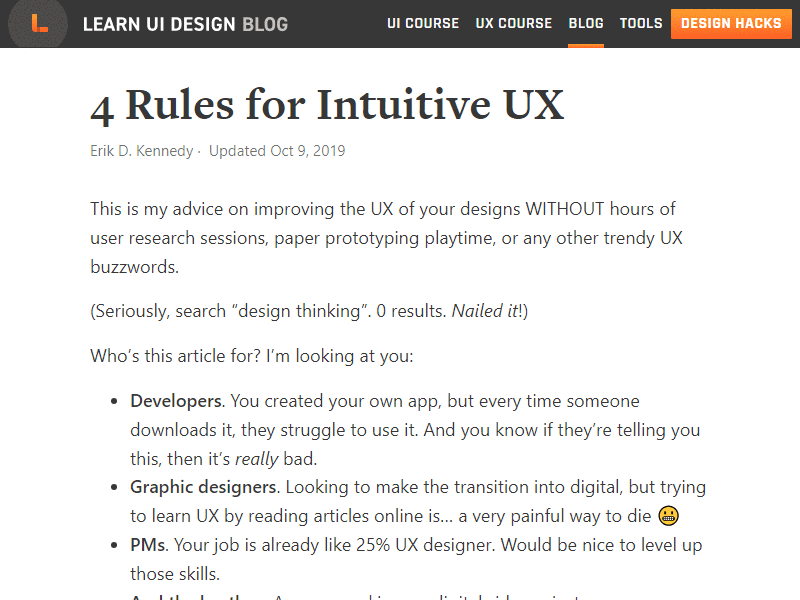 LEARN UI DESIGN BLOG
UI COURSE UX COURSE BLOG TOOLS DESIGN HACKS
4 Rules for Intuitive UX
Erik D. Kennedy · Updated Oct 9, 2019
This is my advice on improving the UX of your designs WITHOUT hours of
user research sessions, paper prototyping playtime, or any other trendy UX
buzzwords.
(Seriously, search “design thinking”. 0 results. Nailed it!)
Who’s this article for? I’m looking at you:
• Developers. You created your own app, but every time someone
downloads it, they struggle to use it. And you know if they’re telling you
this, then it’s really bad.
• Graphic designers. Looking to make the transition into digital, but trying
to learn UX by reading articles online is… a very painful way to die 😬
• PMs. Your job is already like 25% UX designer. Would be nice to level up
those skills.